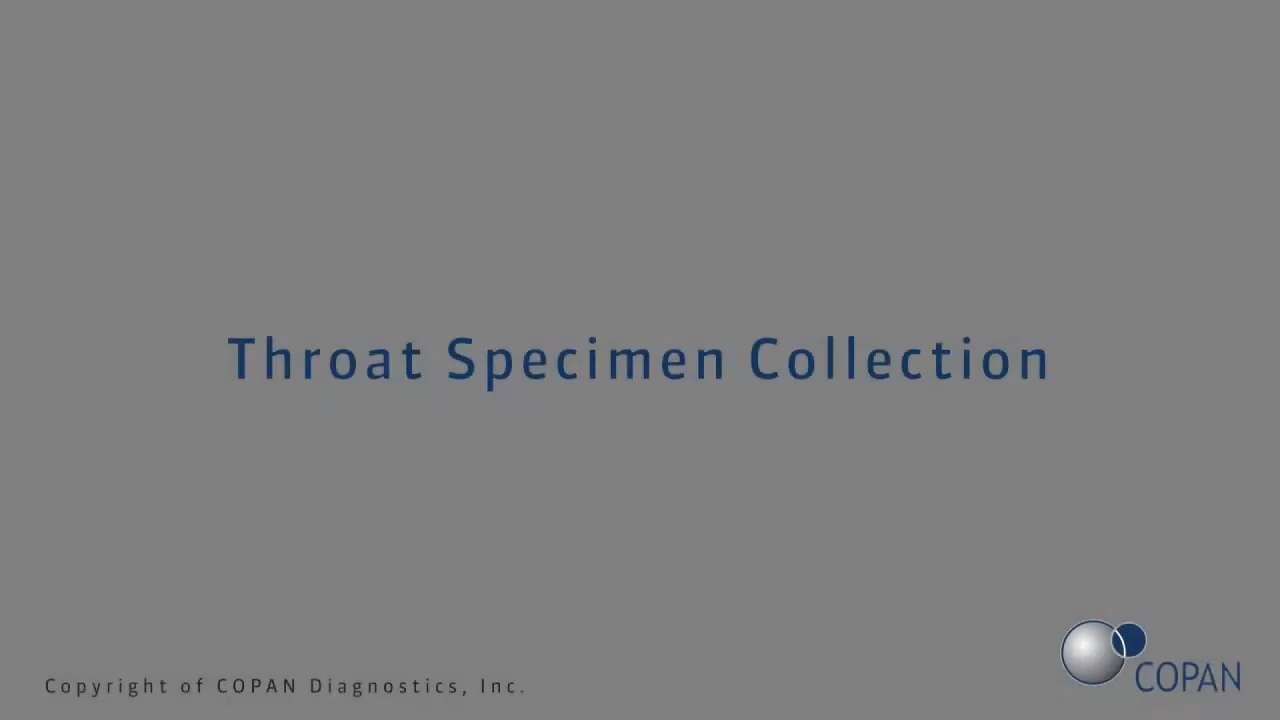 Throat Specimen Collection
COPAN
Copyright of COPAN Diagnostics, Inc.